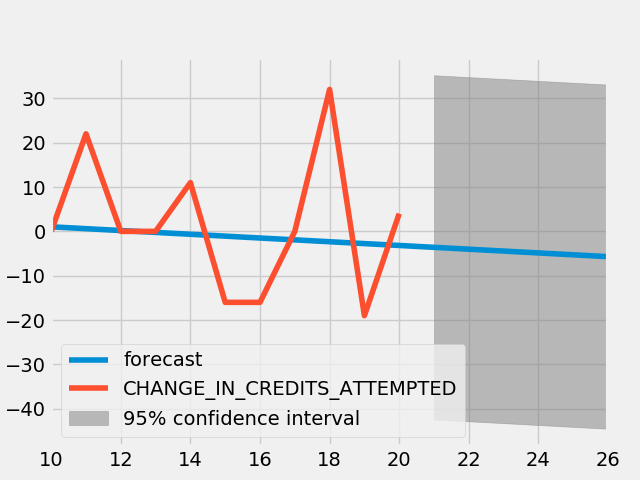 30
20
10
0
−10
−20
−30
−40
forecast
CHANGE_IN_CREDITS_ATTEMPTED
95% confidence interval
10 12 14 16 18 20 22 24 26